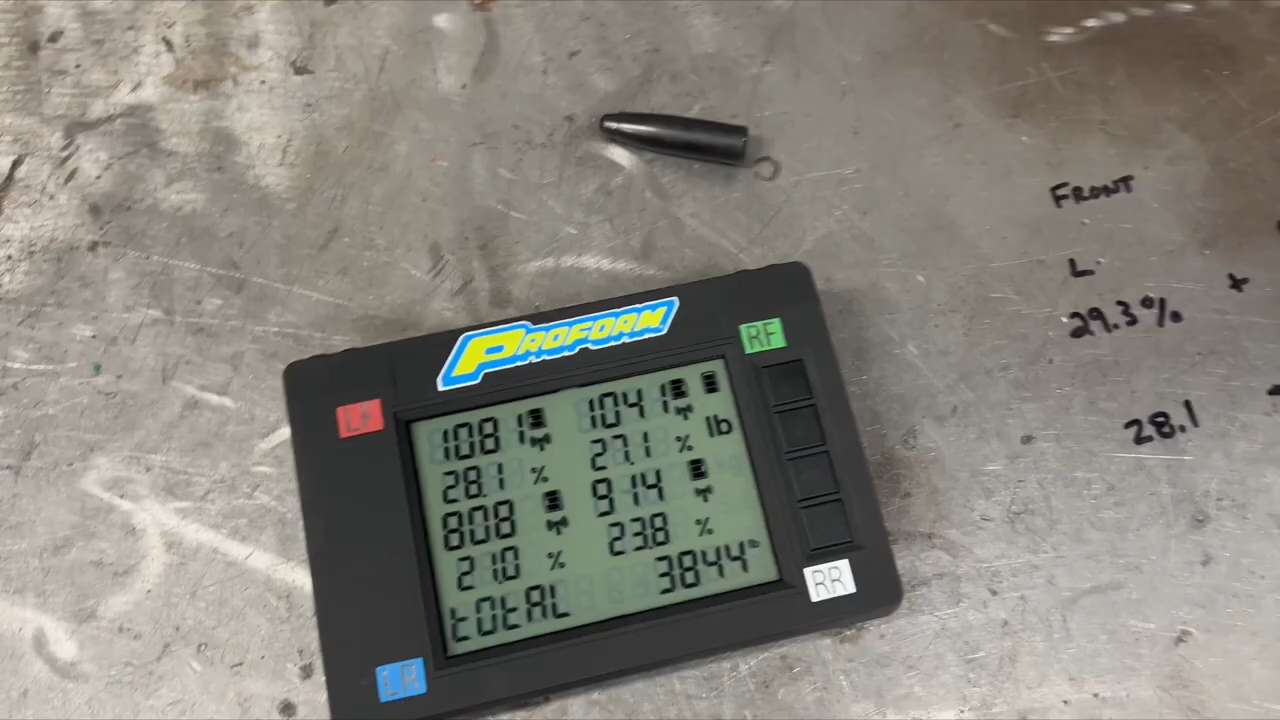 PROFORM
LF
RF
1081 1041
lb
28.1 % 27.1 %
808 914
21.0 % 23.8 %
total 3844 lb
LR
RR
FRONT
L
29.3% +
28.1